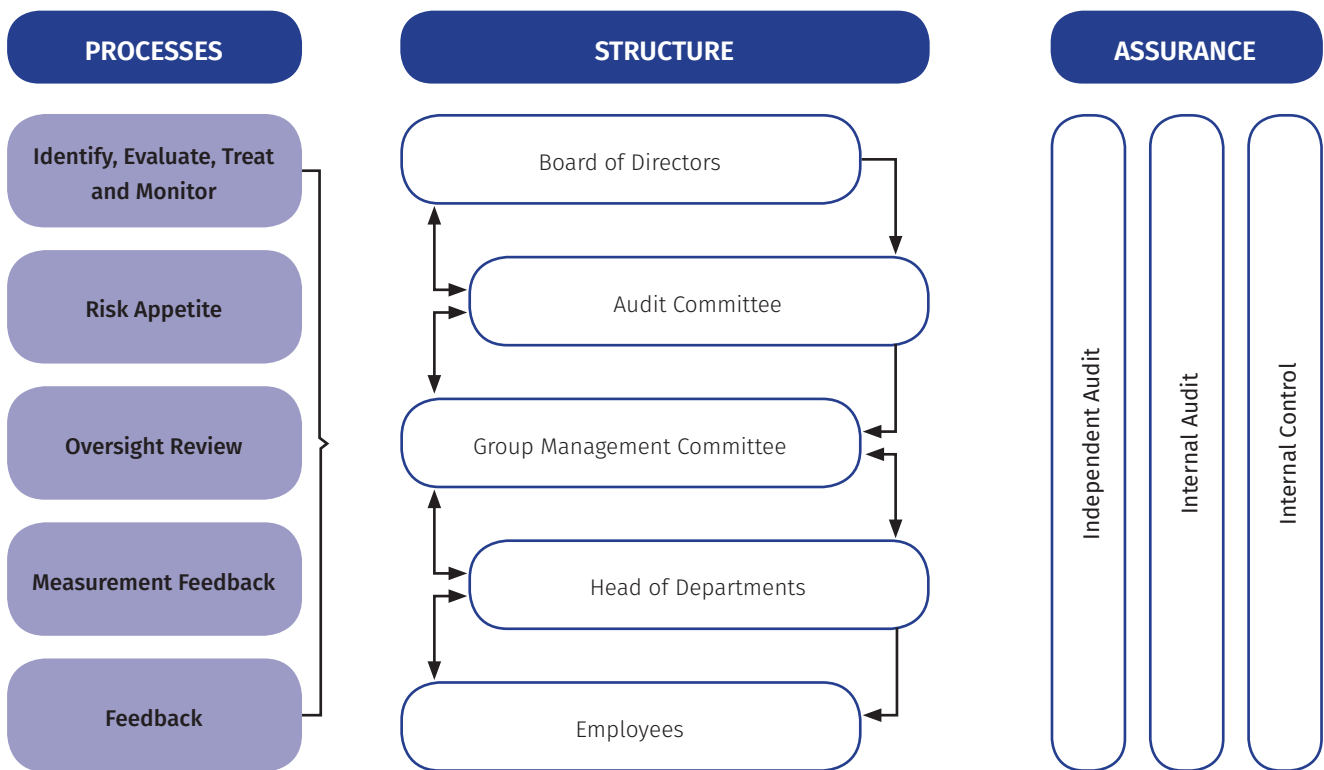 PROCESSES
Identify, Evaluate, Treat
and Monitor
Risk Appetite
Oversight Review
Measurement Feedback
Feedback
STRUCTURE
Board of Directors
Audit Committee
Group Management Committee
Head of Departments
Employees
ASSURANCE
Independent Audit
Internal Audit
Internal Control